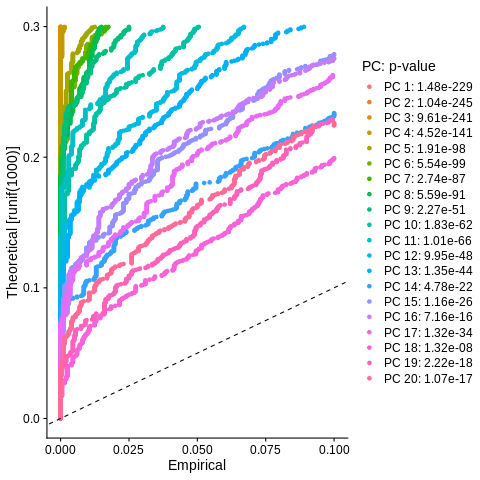 PC: p-value
PC 1: 1.48e-229
PC 2: 1.04e-245
PC 3: 9.61e-241
PC 4: 4.52e-141
PC 5: 1.91e-98
PC 6: 5.54e-99
PC 7: 2.74e-87
PC 8: 5.59e-91
PC 9: 2.27e-51
PC 10: 1.83e-62
PC 11: 1.01e-66
PC 12: 9.95e-48
PC 13: 1.35e-44
PC 14: 4.78e-22
PC 15: 1.16e-26
PC 16: 7.16e-16
PC 17: 1.32e-34
PC 18: 1.32e-08
PC 19: 2.22e-18
PC 20: 1.07e-17
Theoretical [runif(1000)]
0.3
0.2
0.1
0.0
0.000 0.025 0.050 0.075 0.100
Empirical